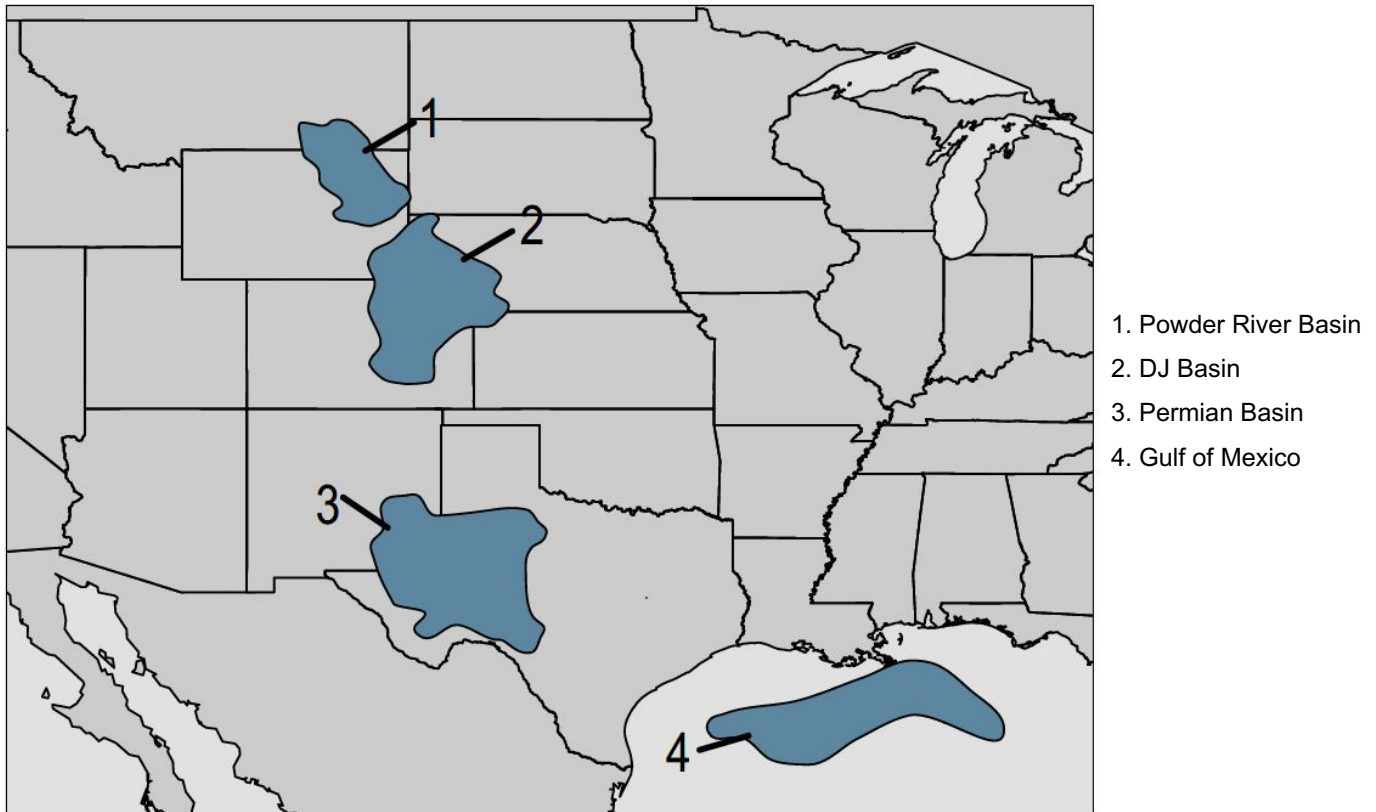 1
2
3
4
1. Powder River Basin
2. DJ Basin
3. Permian Basin
4. Gulf of Mexico